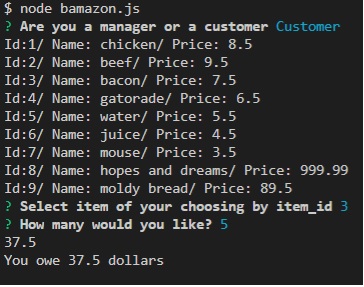 $ node bamazon.js
? Are you a manager or a customer Customer
Id:1/ Name: chicken/ Price: 8.5
Id:2/ Name: beef/ Price: 9.5
Id:3/ Name: bacon/ Price: 7.5
Id:4/ Name: gatorade/ Price: 6.5
Id:5/ Name: water/ Price: 5.5
Id:6/ Name: juice/ Price: 4.5
Id:7/ Name: mouse/ Price: 3.5
Id:8/ Name: hopes and dreams/ Price: 999.99
Id:9/ Name: moldy bread/ Price: 89.5
? Select item of your choosing by item_id 3
? How many would you like? 5
37.5
You owe 37.5 dollars